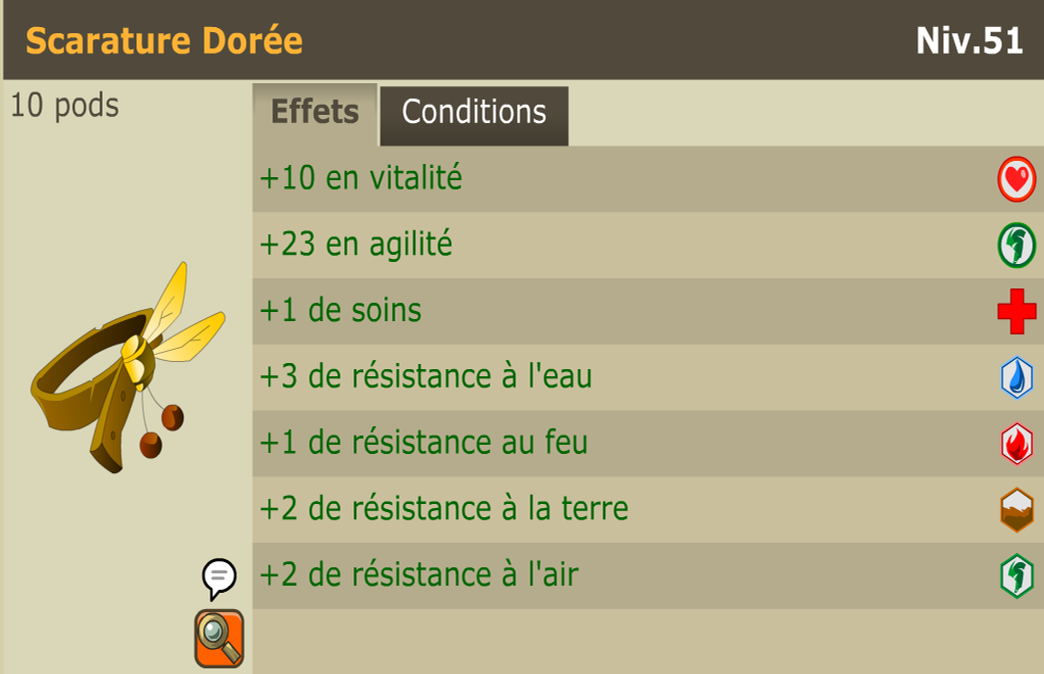 Scarature Dorée
Niv.51
10 pods
Effets
Conditions
+10 en vitalité
+23 en agilité
+1 de soins
+3 de résistance à l'eau
+1 de résistance au feu
+2 de résistance à la terre
+2 de résistance à l'air